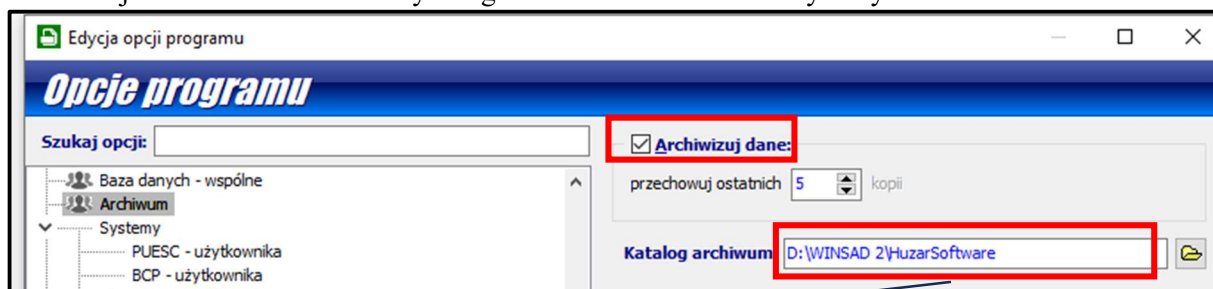 Edycja opcji programu
Opcje programu
Szukaj opcji:
Baza danych - wspólne
Archiwum
Systemy
PUESC - użytkownika
BCP - użytkownika
Archiwizuj dane:
przechowuj ostatnich 5 kopii
Katalog archiwum D:\WINSAD 2\HuzarSoftware